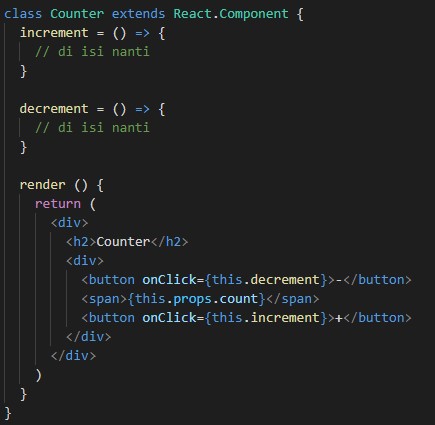 class Counter extends React.Component {
  increment = () => {
    // di isi nanti
  }

  decrement = () => {
    // di isi nanti
  }

  render () {
    return (
      <div>
        <h2>Counter</h2>
        <div>
          <button onClick={this.decrement}>-</button>
          <span>{this.props.count}</span>
          <button onClick={this.increment}>+</button>
        </div>
      </div>
    )
  }
}